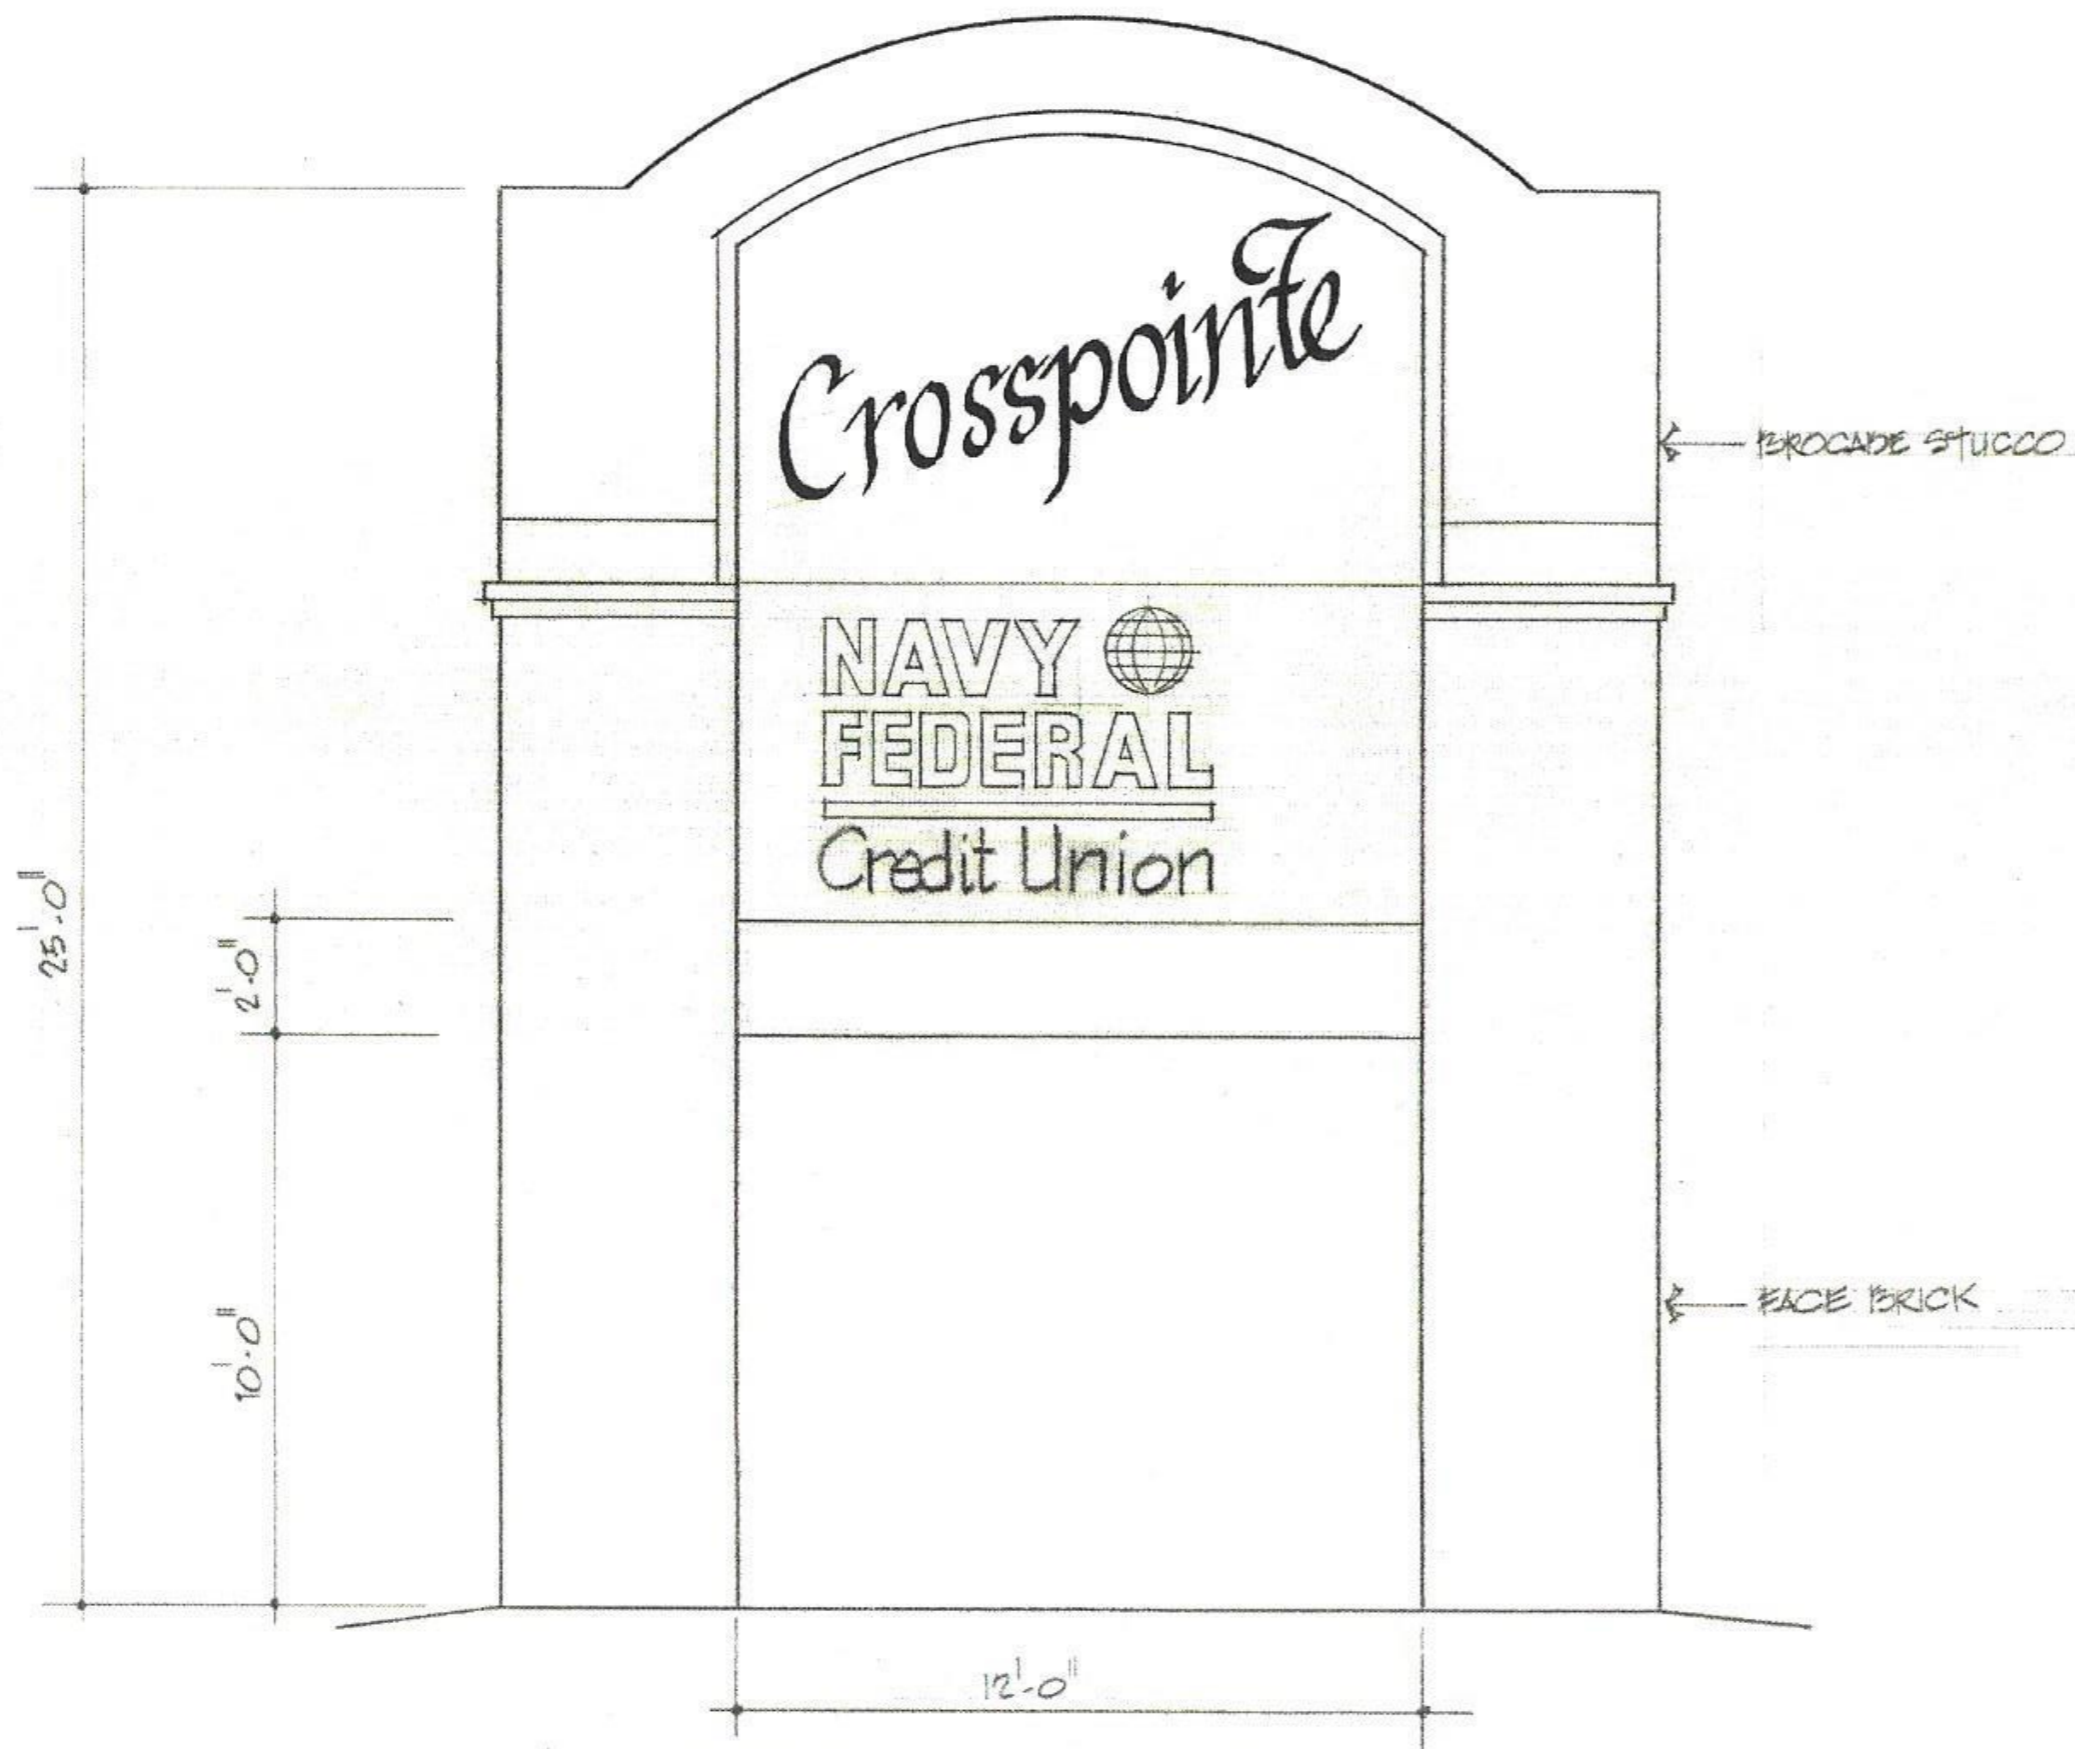 Crosspointe
BROCADE STUCCO
NAVY
FEDERAL
Credit Union
25'-0"
2'-0"
10'-0"
FACE BRICK
12'-0"